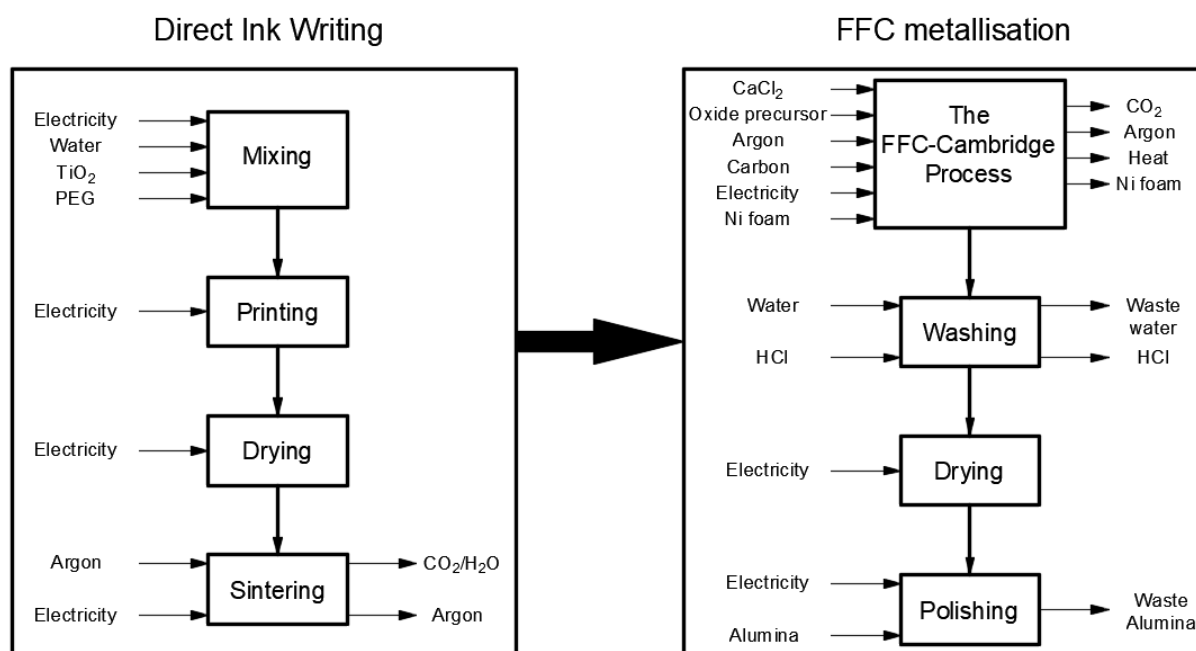 Direct Ink Writing
Electricity
Water
TiO₂
PEG
Mixing
Electricity
Printing
Electricity
Drying
Argon
Electricity
Sintering
CO₂/H₂O
Argon
FFC metallisation
CaCl₂
Oxide precursor
Argon
Carbon
Electricity
Ni foam
The
FFC-Cambridge
Process
CO₂
Argon
Heat
Ni foam
Water
HCl
Washing
Waste
water
HCl
Electricity
Drying
Electricity
Alumina
Polishing
Waste
Alumina